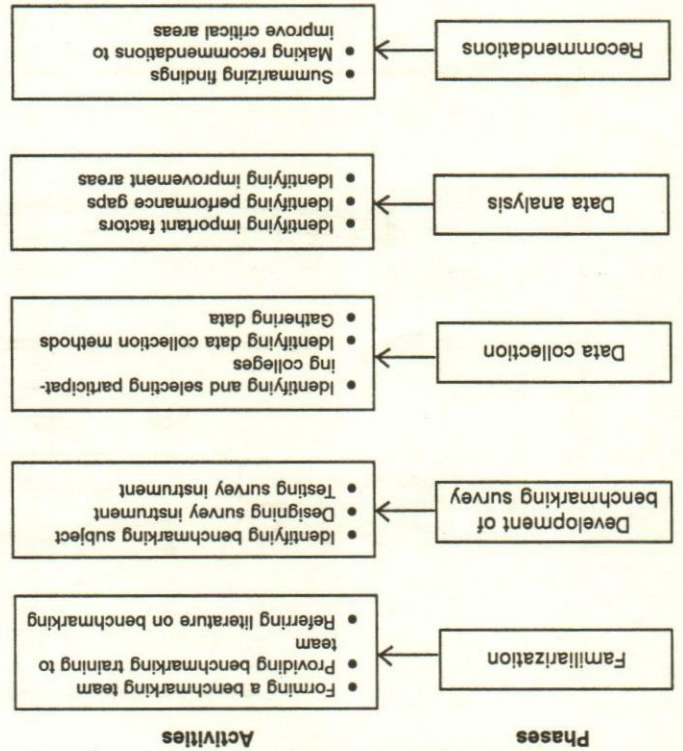 Phases
Activities
Familiarization
• Forming a benchmarking team
• Providing benchmarking training to
team
• Referring literature on benchmarking
Development of
benchmarking survey
• Identifying benchmarking subject
• Designing survey instrument
• Testing survey instrument
Data collection
• Identifying and selecting participat-
ing colleges
• Identifying data collection methods
• Gathering data
Data analysis
• Identifying important factors
• Identifying performance gaps
• Identifying improvement areas
Recommendations
• Summarizing findings
• Making recommendations to
improve critical areas